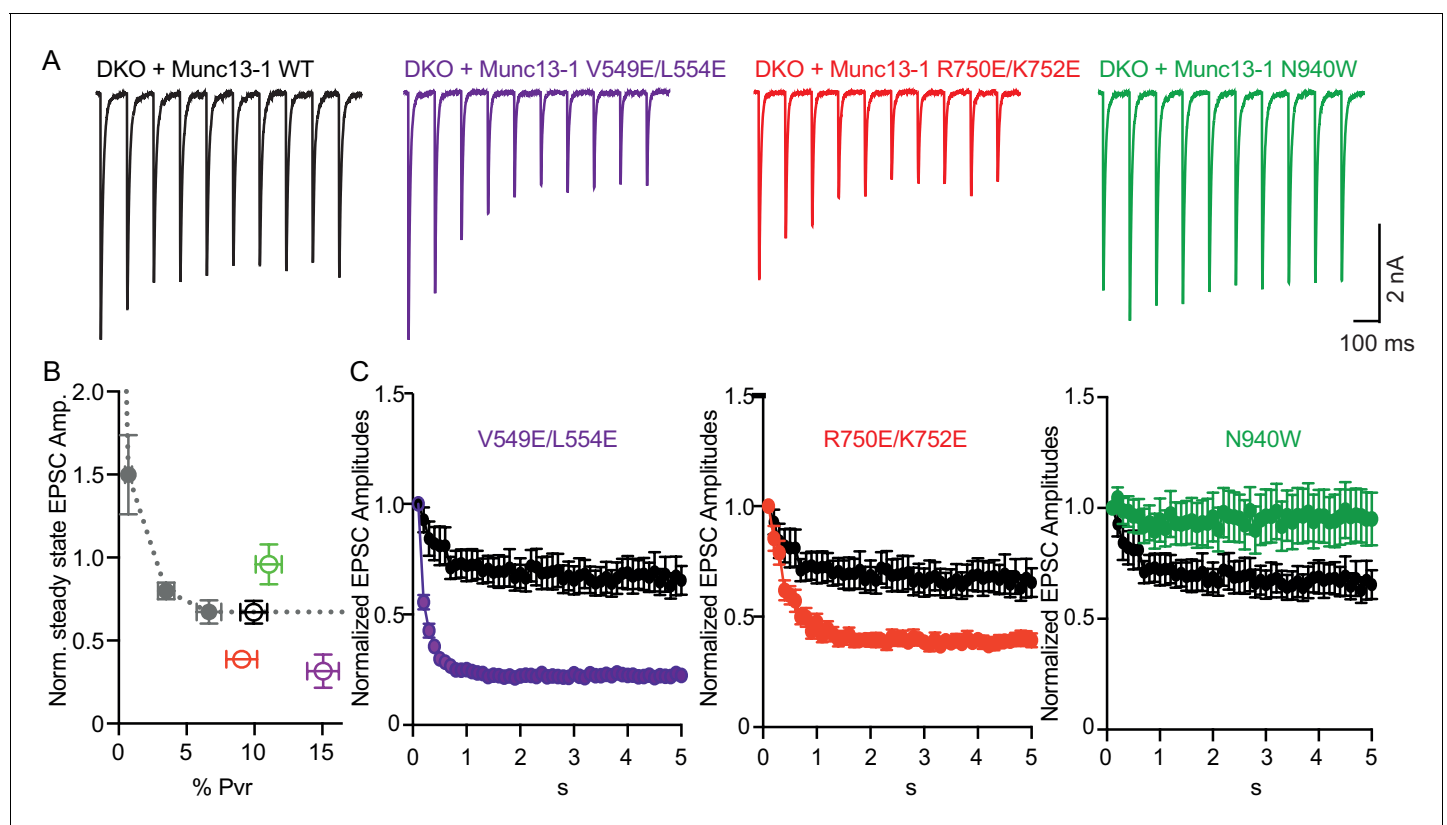 A
DKO + Munc13-1 WT
DKO + Munc13-1 V549E/L554E
DKO + Munc13-1 R750E/K752E
DKO + Munc13-1 N940W
2 nA
100 ms
B
Norm. steady state EPSC Amp.
2.0
1.5
1.0
0.5
0
0 5 10 15
% Pvr
C
Normalized EPSC Amplitudes
1.5
1.0
0.5
0
V549E/L554E
0 1 2 3 4 5
s
Normalized EPSC Amplitudes
1.5
1.0
0.5
0
R750E/K752E
0 1 2 3 4 5
s
Normalized EPSC Amplitudes
1.5
1.0
0.5
0
N940W
0 1 2 3 4 5
s